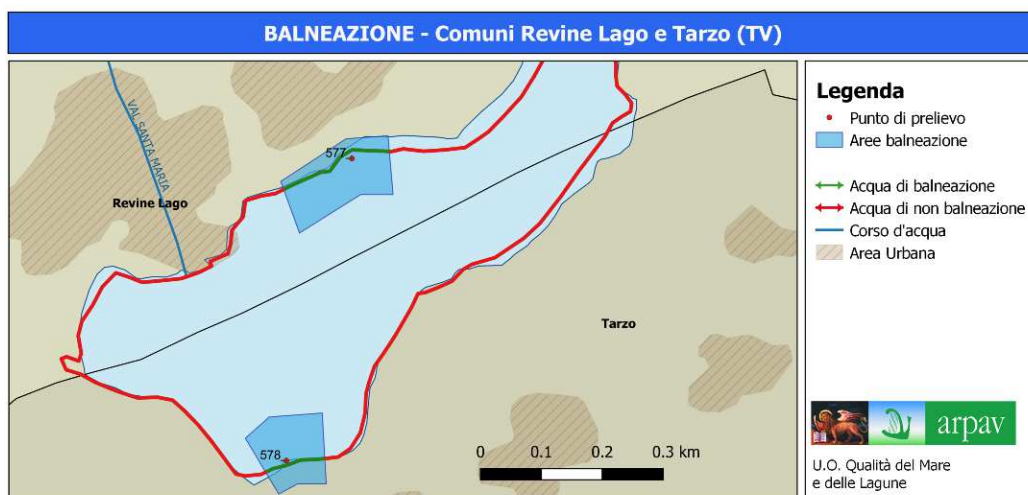 BALNEAZIONE - Comuni Revine Lago e Tarzo (TV)
VAL SANTA MARIA
577
Revine Lago
Tarzo
578
0 0.1 0.2 0.3 km
Legenda
Punto di prelievo
Aree balneazione
Acqua di balneazione
Acqua di non balneazione
Corso d'acqua
Area Urbana
arpav
U.O. Qualità del Mare
e delle Lagune